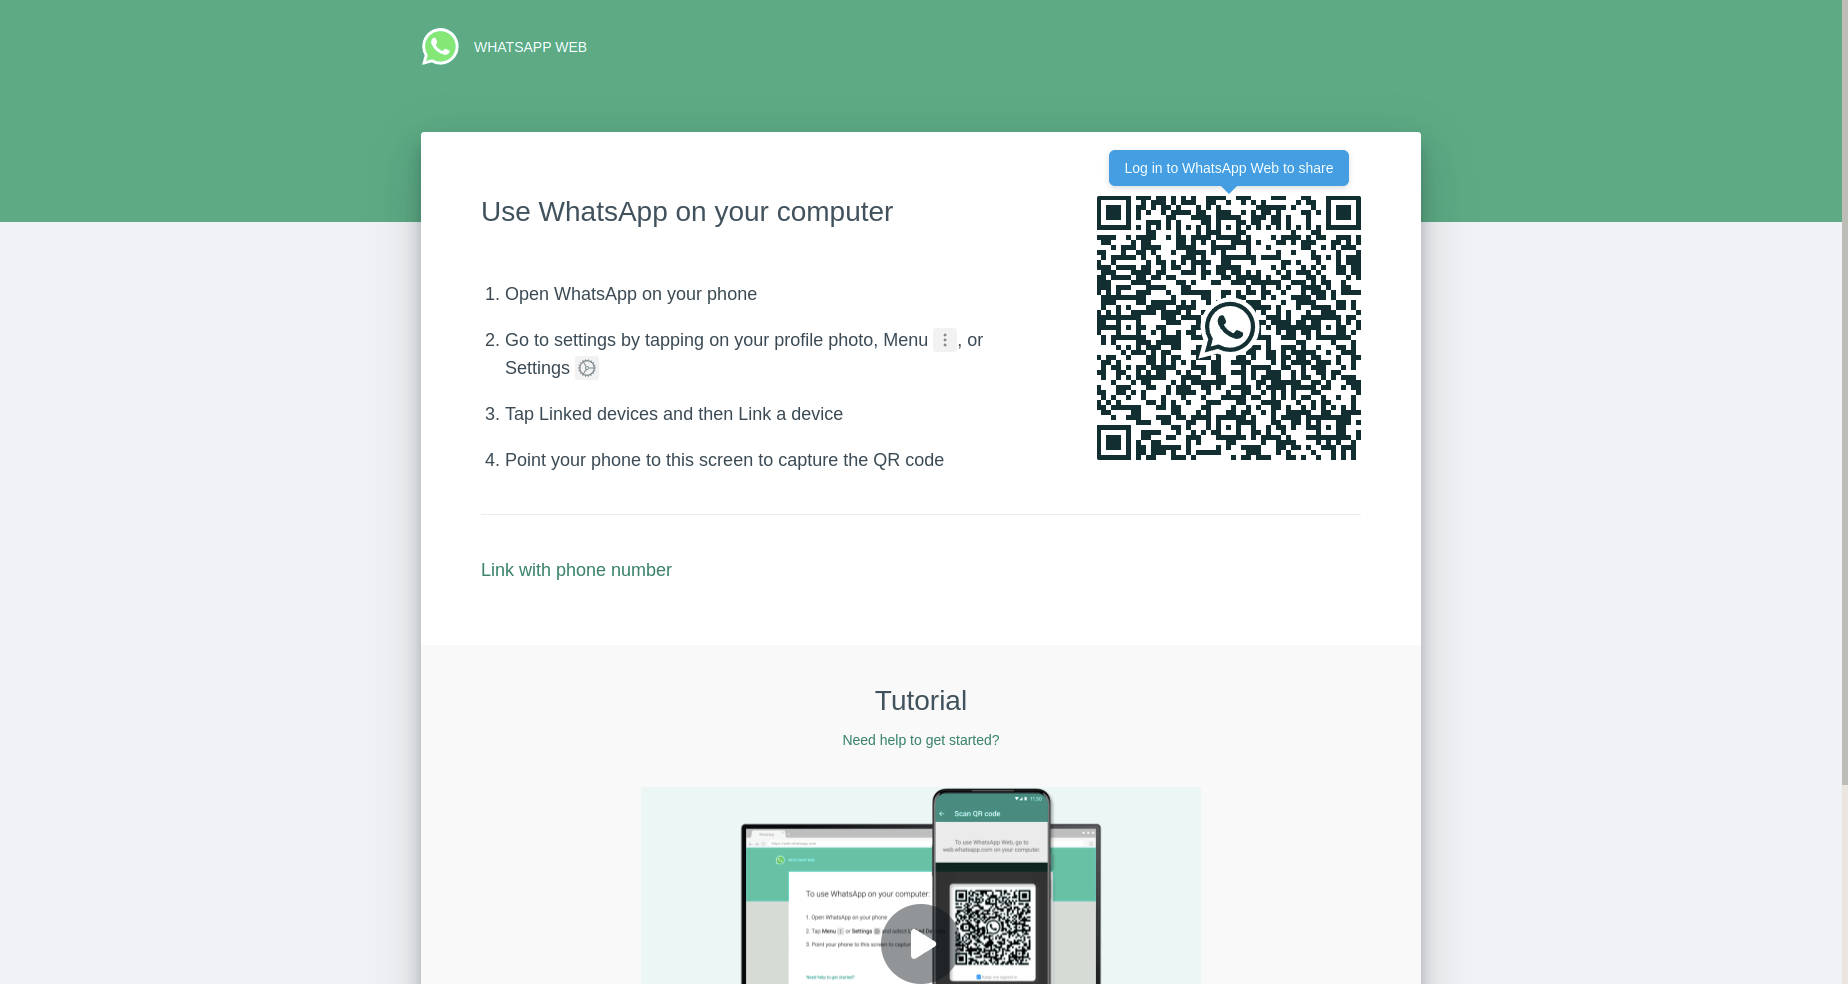 WHATSAPP WEB
Log in to WhatsApp Web to share
Use WhatsApp on your computer
1. Open WhatsApp on your phone
2. Go to settings by tapping on your profile photo, Menu , or
Settings
3. Tap Linked devices and then Link a device
4. Point your phone to this screen to capture the QR code
Link with phone number
Tutorial
Need help to get started?
11:50
Scan QR code
To use WhatsApp Web, go to
web.whatsapp.com on your computer.
To use WhatsApp on your computer:
1. Open WhatsApp on your phone
2. Tap Menu or Settings and select
3. Point your phone to this screen to
Need help to get started?
Keep me signed in